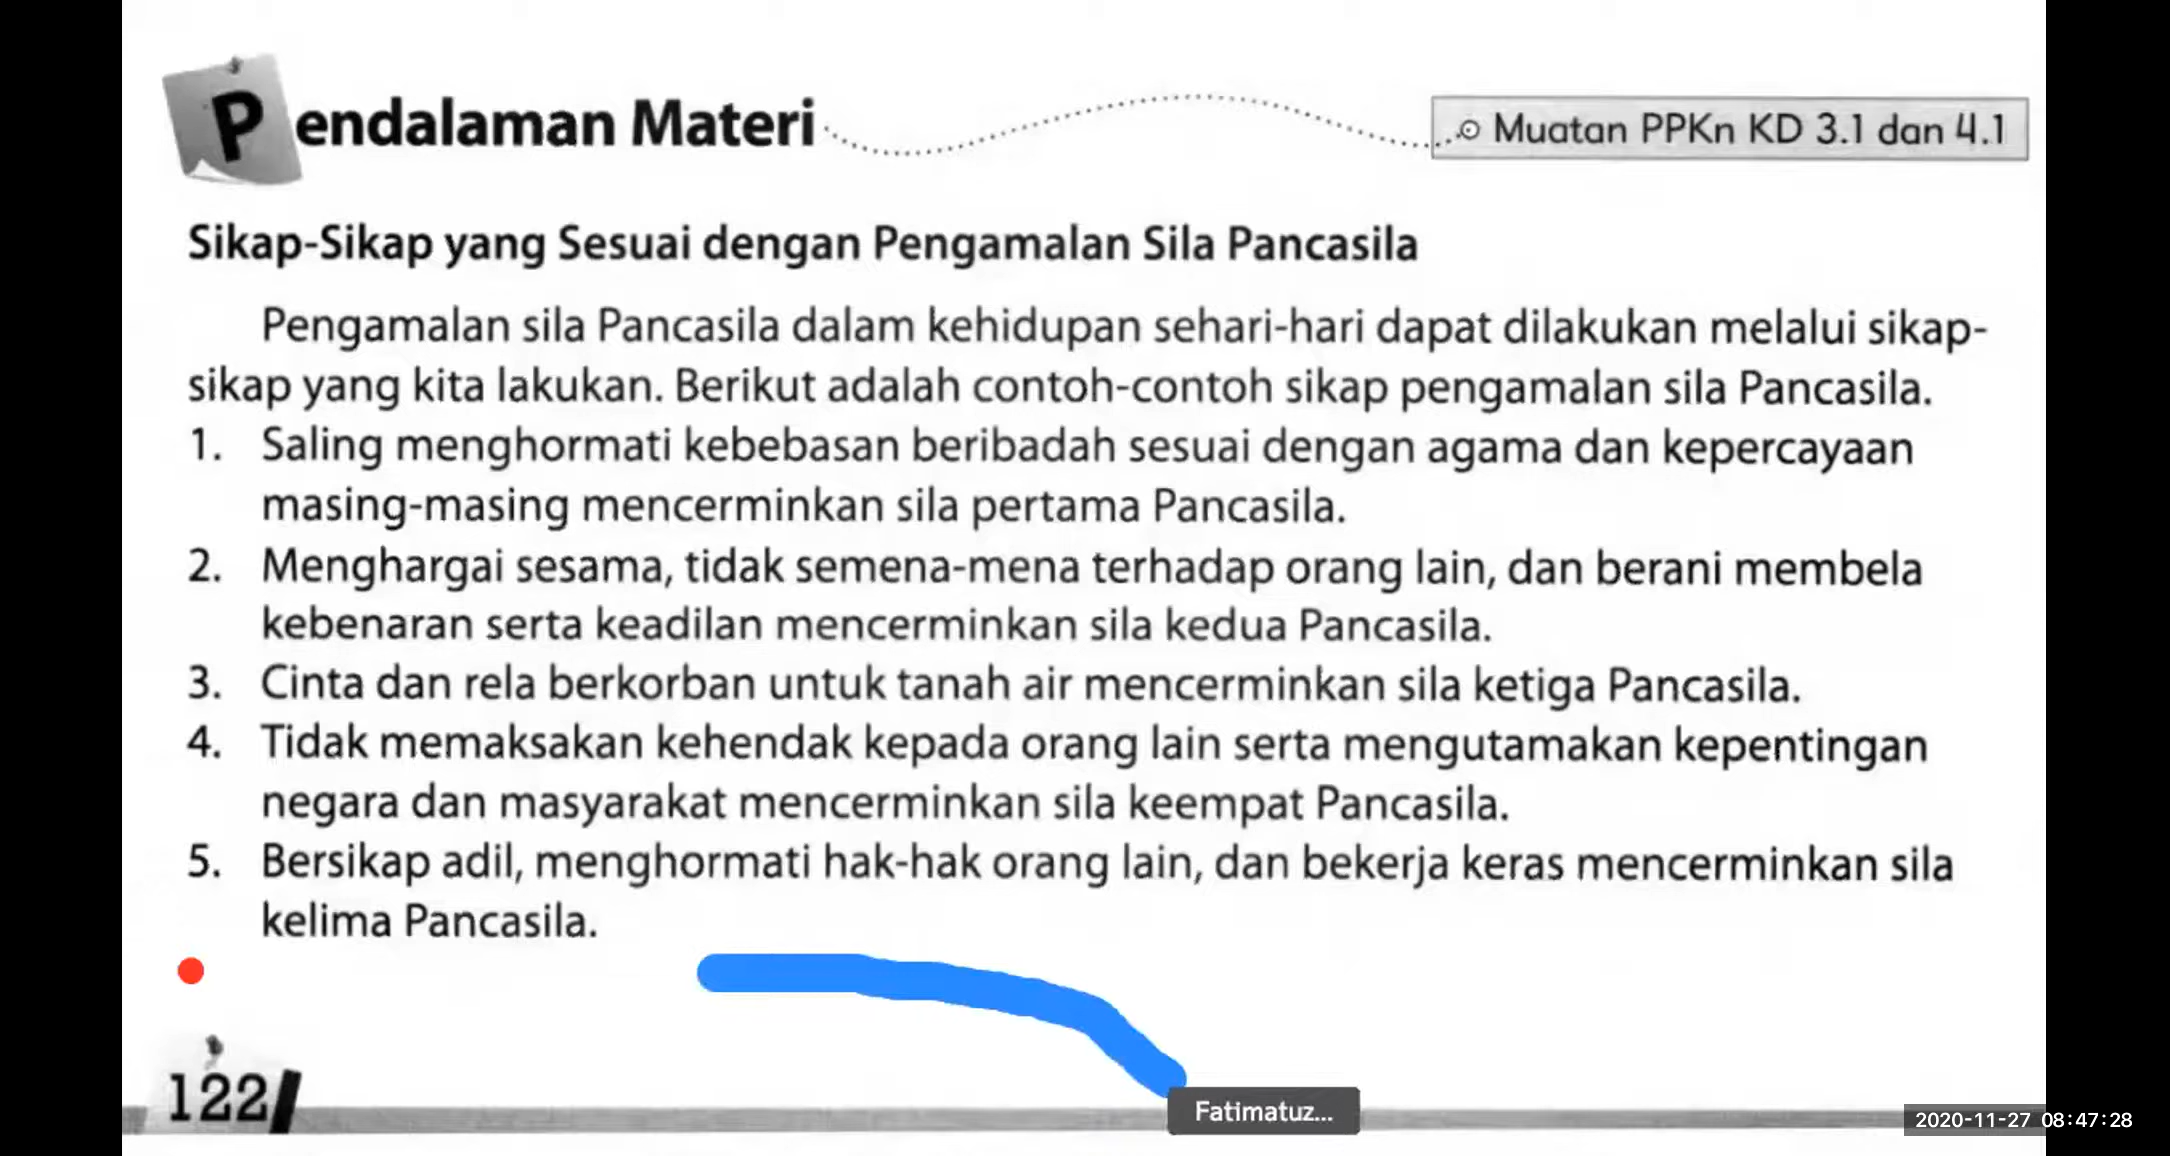 Pendalaman Materi
Muatan PPKn KD 3.1 dan 4.1
Sikap-Sikap yang Sesuai dengan Pengamalan Sila Pancasila
Pengamalan sila Pancasila dalam kehidupan sehari-hari dapat dilakukan melalui sikap-
sikap yang kita lakukan. Berikut adalah contoh-contoh sikap pengamalan sila Pancasila.
1. Saling menghormati kebebasan beribadah sesuai dengan agama dan kepercayaan
masing-masing mencerminkan sila pertama Pancasila.
2. Menghargai sesama, tidak semena-mena terhadap orang lain, dan berani membela
kebenaran serta keadilan mencerminkan sila kedua Pancasila.
3. Cinta dan rela berkorban untuk tanah air mencerminkan sila ketiga Pancasila.
4. Tidak memaksakan kehendak kepada orang lain serta mengutamakan kepentingan
negara dan masyarakat mencerminkan sila keempat Pancasila.
5. Bersikap adil, menghormati hak-hak orang lain, dan bekerja keras mencerminkan sila
kelima Pancasila.
122
Fatimatuz...
2020-11-27 08:47:28